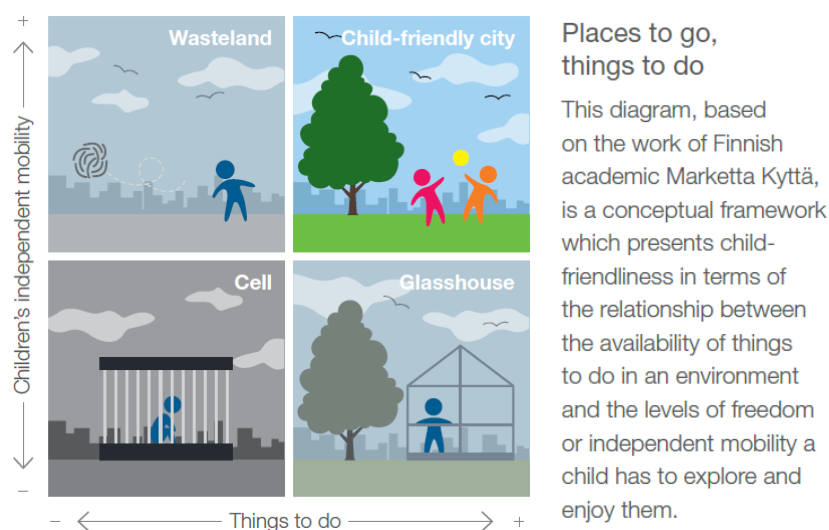 +
Wasteland
Child-friendly city
Children's independent mobility
Cell
Glasshouse
−
− Things to do +
Places to go,
things to do
This diagram, based
on the work of Finnish
academic Marketta Kyttä,
is a conceptual framework
which presents child-
friendliness in terms of
the relationship between
the availability of things
to do in an environment
and the levels of freedom
or independent mobility a
child has to explore and
enjoy them.